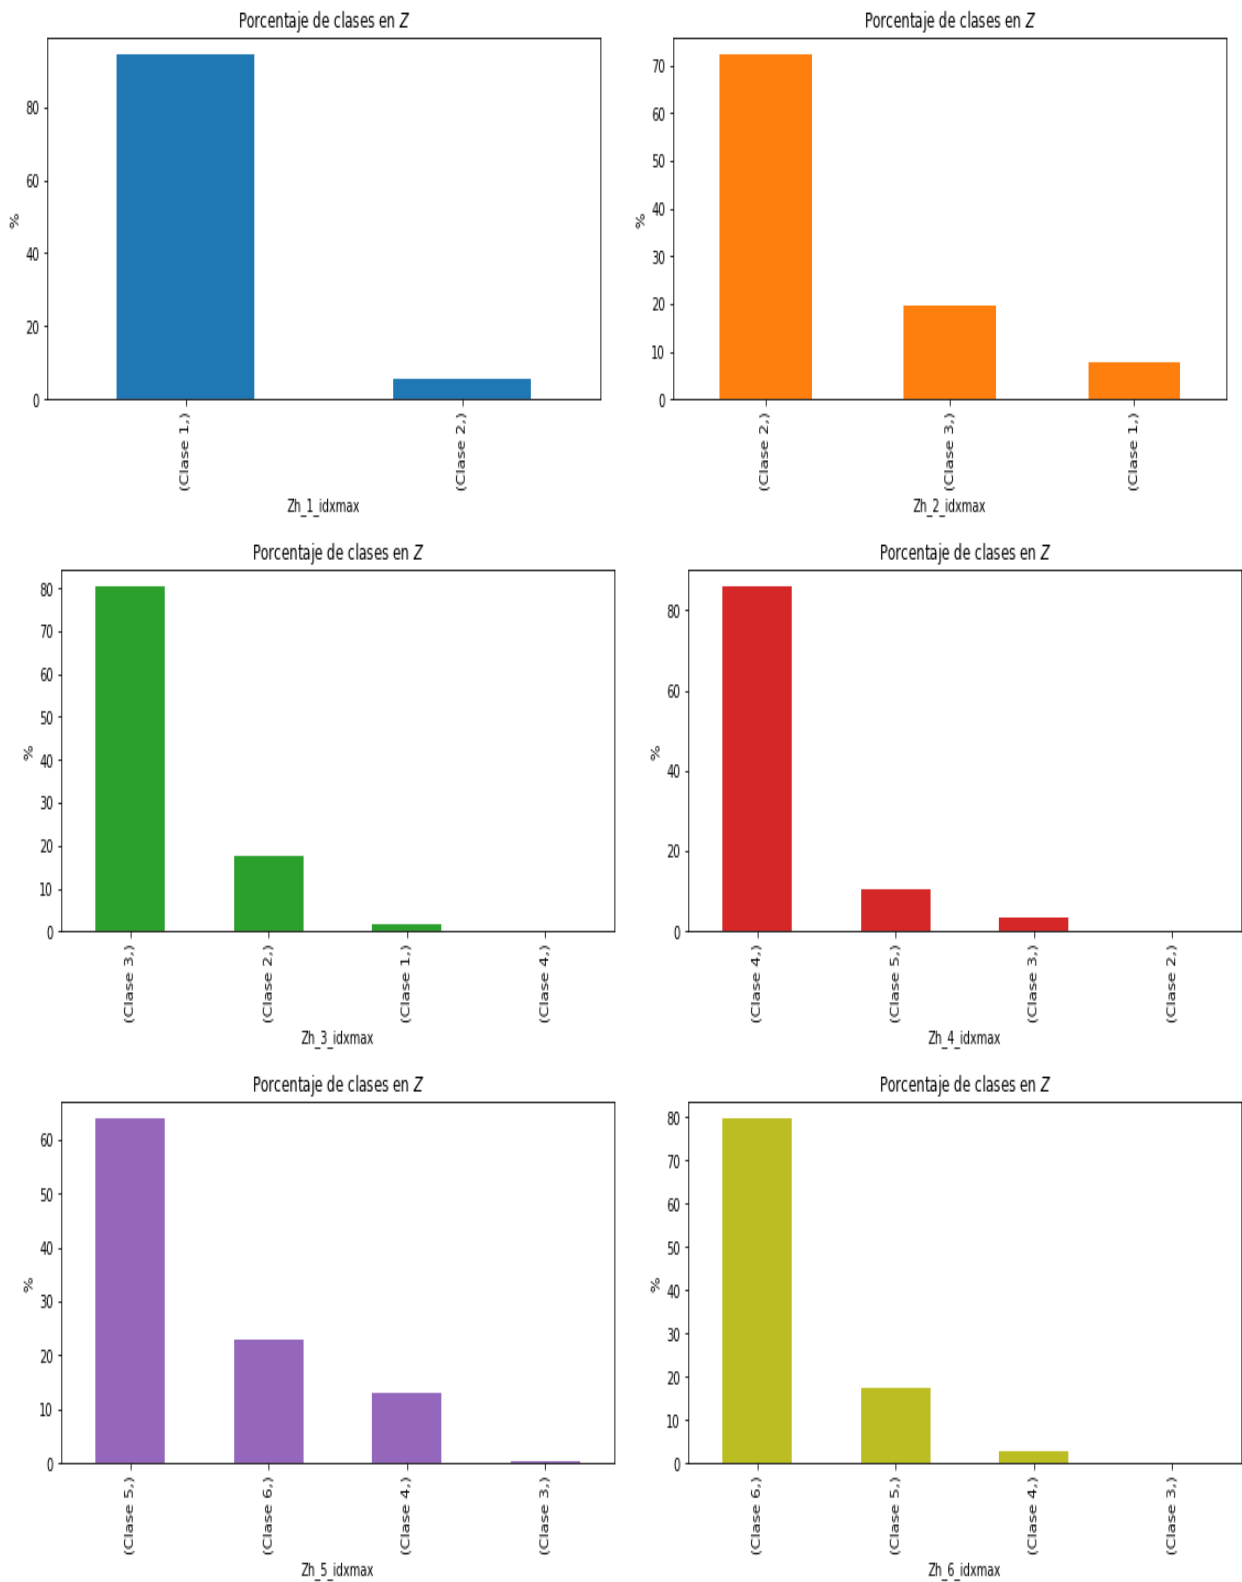 Porcentaje de clases en Z
%
80
60
40
20
0
(Clase 1,)
(Clase 2,)
Zh_1_idxmax
Porcentaje de clases en Z
%
70
60
50
40
30
20
10
0
(Clase 2,)
(Clase 3,)
(Clase 1,)
Zh_2_idxmax
Porcentaje de clases en Z
%
80
70
60
50
40
30
20
10
0
(Clase 3,)
(Clase 2,)
(Clase 1,)
(Clase 4,)
Zh_3_idxmax
Porcentaje de clases en Z
%
80
60
40
20
0
(Clase 4,)
(Clase 5,)
(Clase 3,)
(Clase 2,)
Zh_4_idxmax
Porcentaje de clases en Z
%
60
50
40
30
20
10
0
(Clase 5,)
(Clase 6,)
(Clase 4,)
(Clase 3,)
Zh_5_idxmax
Porcentaje de clases en Z
%
80
70
60
50
40
30
20
10
0
(Clase 6,)
(Clase 5,)
(Clase 4,)
(Clase 3,)
Zh_6_idxmax